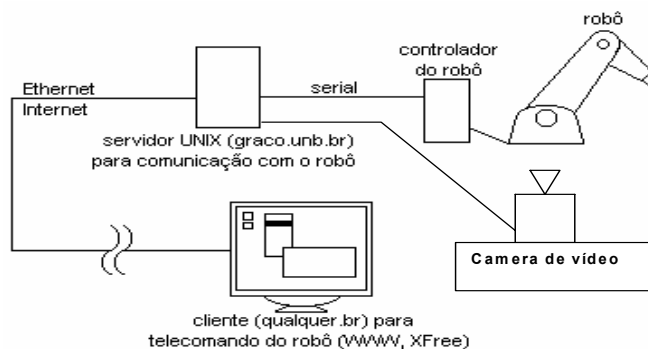 robô
controlador
do robô
Ethernet
Internet
serial
servidor UNIX (graco.unb.br)
para comunicação com o robô
Camera de vídeo
cliente (qualquer.br) para
telecomando do robô (WWW, XFree)